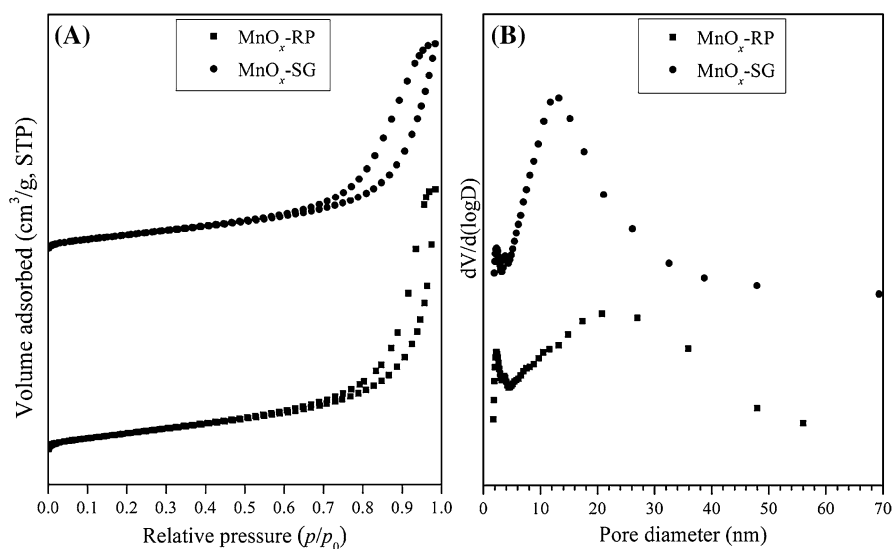 (A)
MnOx-RP
MnOx-SG
Volume adsorbed (cm3/g, STP)
0.0 0.1 0.2 0.3 0.4 0.5 0.6 0.7 0.8 0.9 1.0
Relative pressure (p/p0)
(B)
MnOx-RP
MnOx-SG
dV/d(logD)
0 10 20 30 40 50 60 70
Pore diameter (nm)